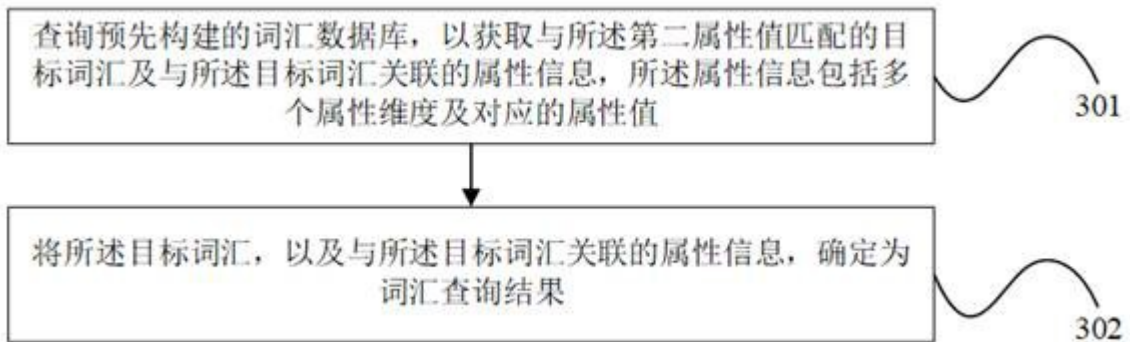 查询预先构建的词汇数据库，以获取与所述第二属性值匹配的目
标词汇及与所述目标词汇关联的属性信息，所述属性信息包括多
个属性维度及对应的属性值
301
将所述目标词汇，以及与所述目标词汇关联的属性信息，确定为
词汇查询结果
302